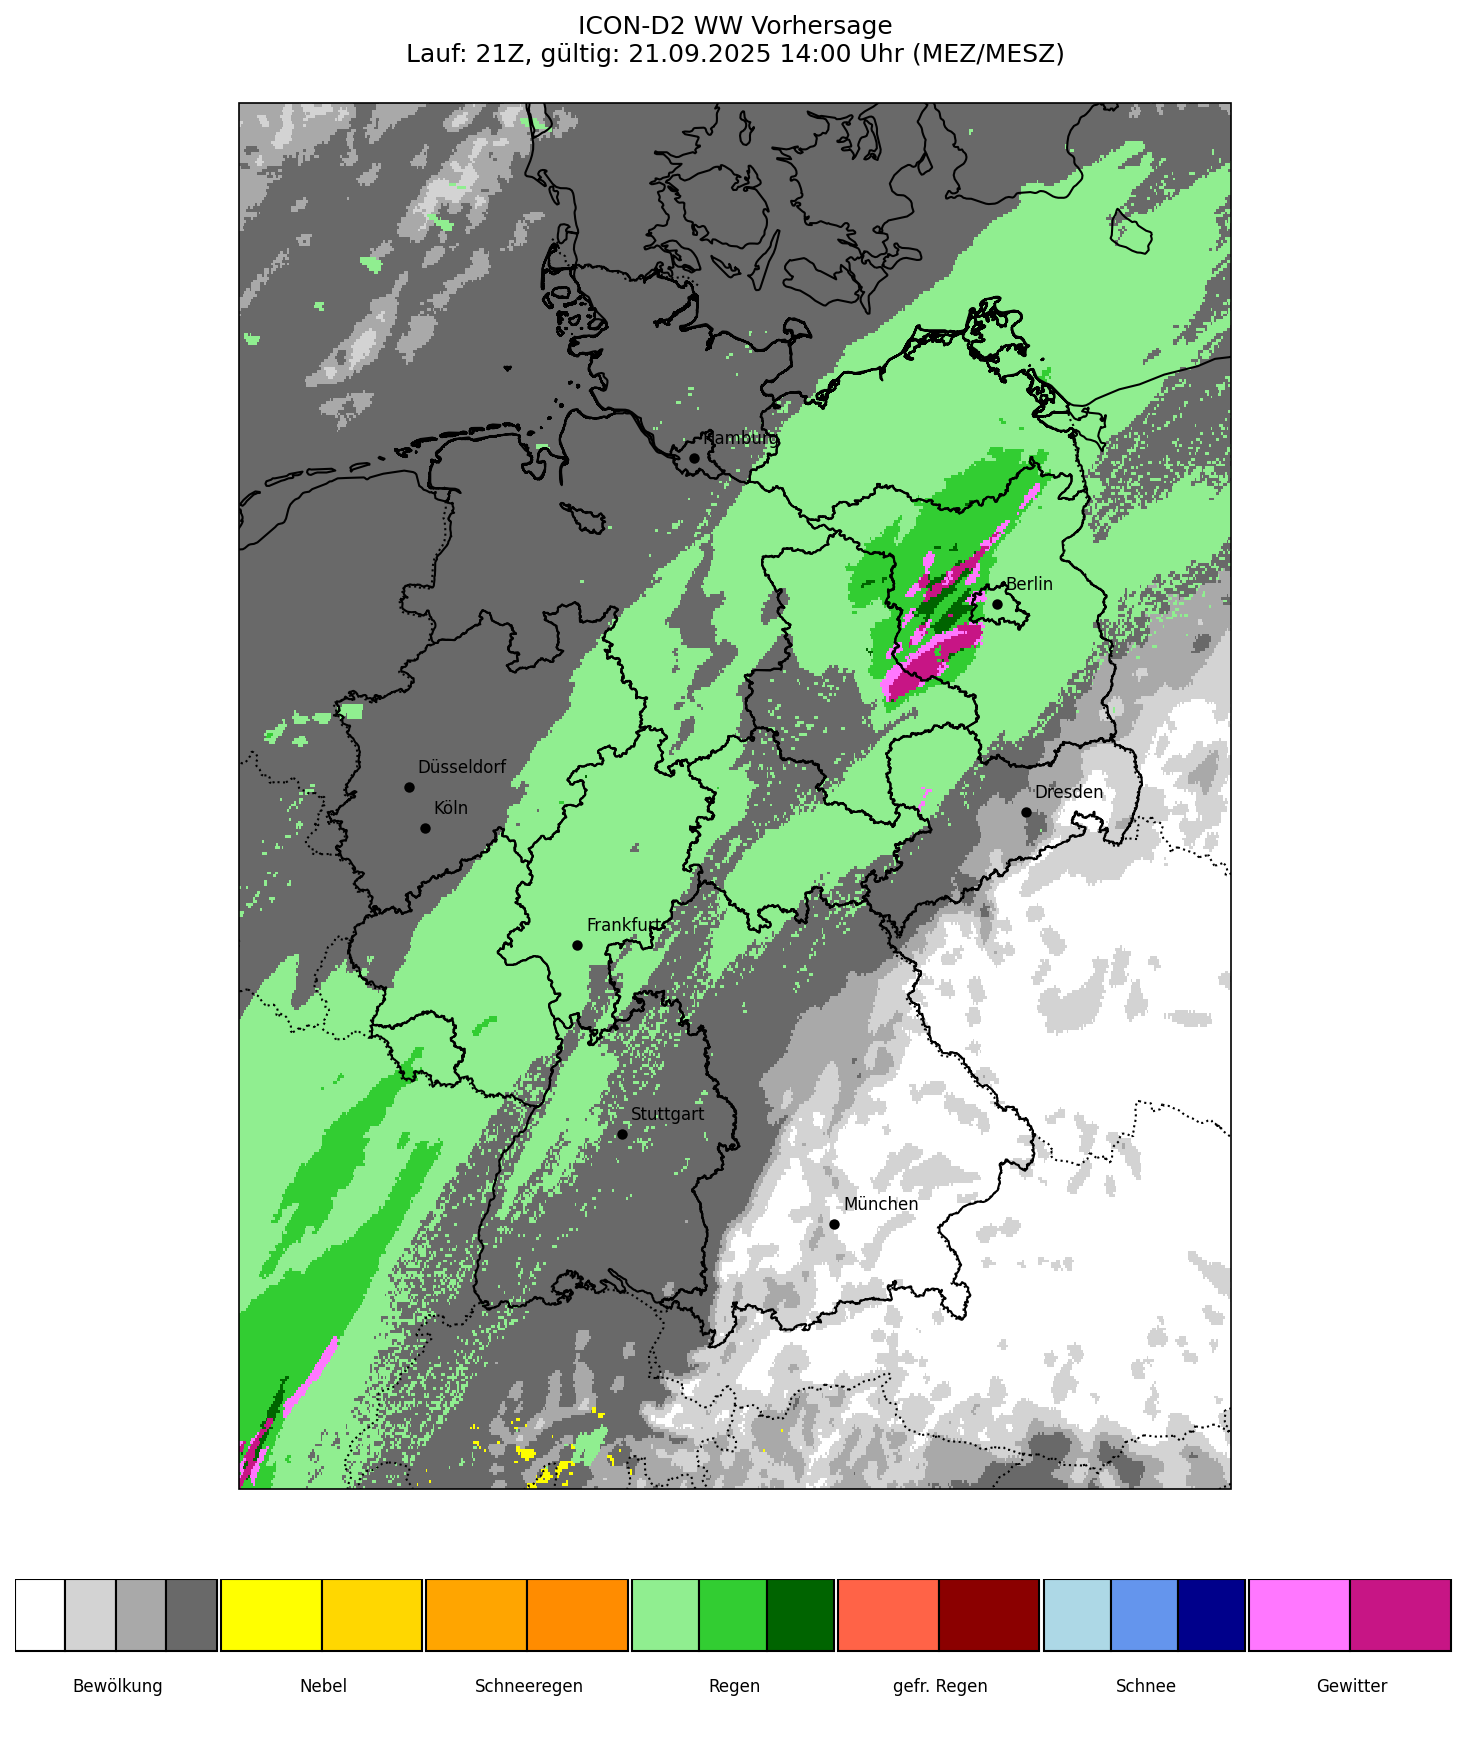 ICON-D2 WW Vorhersage
Lauf: 21Z, gültig: 21.09.2025 14:00 Uhr (MEZ/MESZ)
Hamburg
Berlin
Düsseldorf
Dresden
Köln
Frankfurt
Stuttgart
München
Bewölkung
Nebel
Schneeregen
Regen
gefr. Regen
Schnee
Gewitter